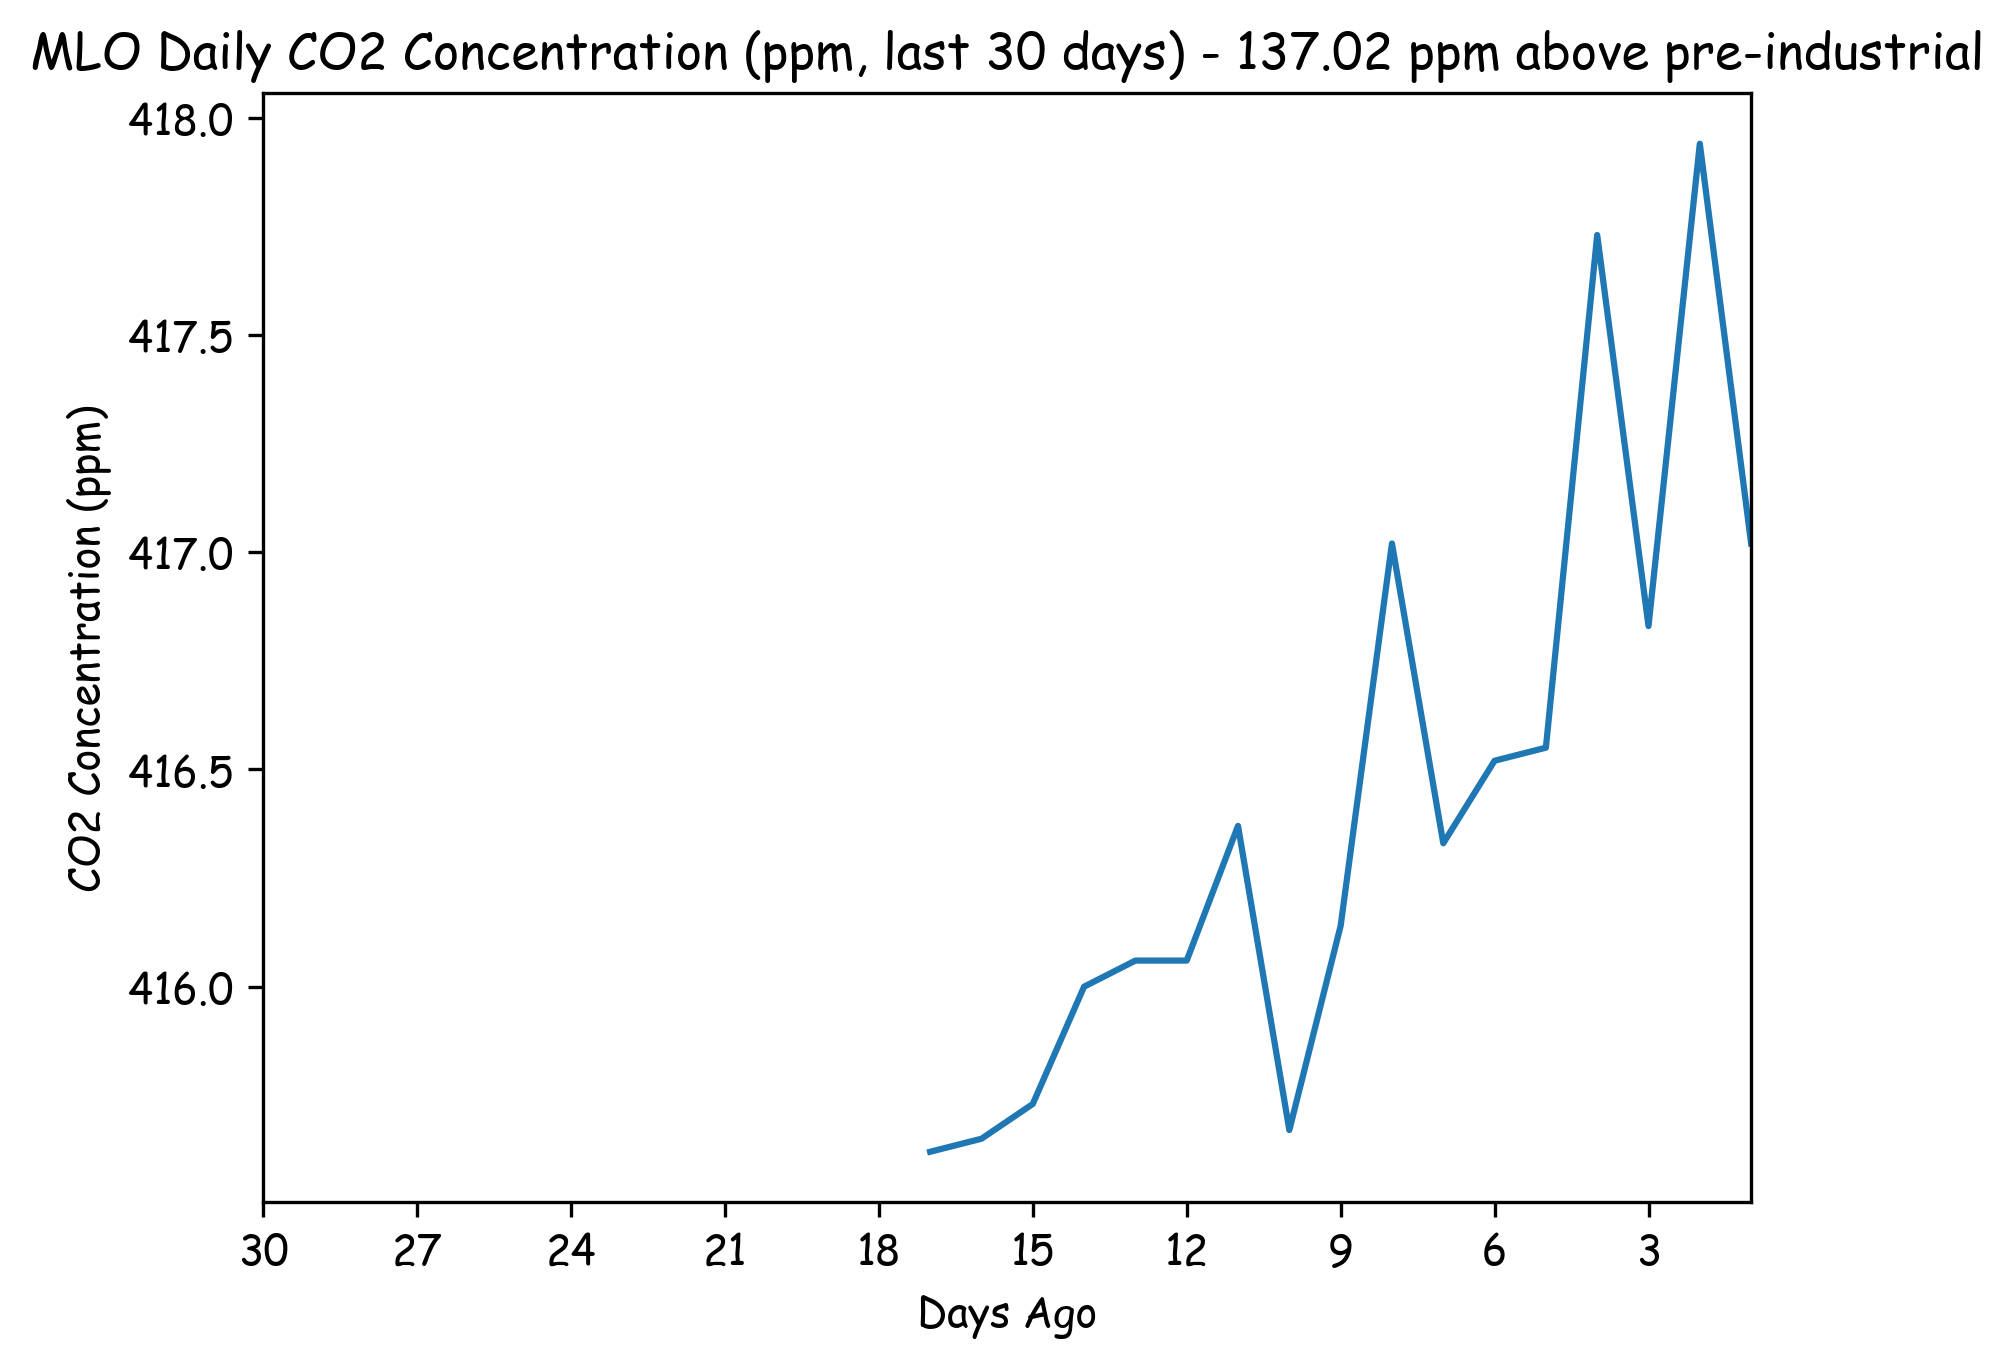 MLO Daily CO2 Concentration (ppm, last 30 days) - 137.02 ppm above pre-industrial
418.0
417.5
417.0
416.5
416.0
CO2 Concentration (ppm)
30 27 24 21 18 15 12 9 6 3
Days Ago